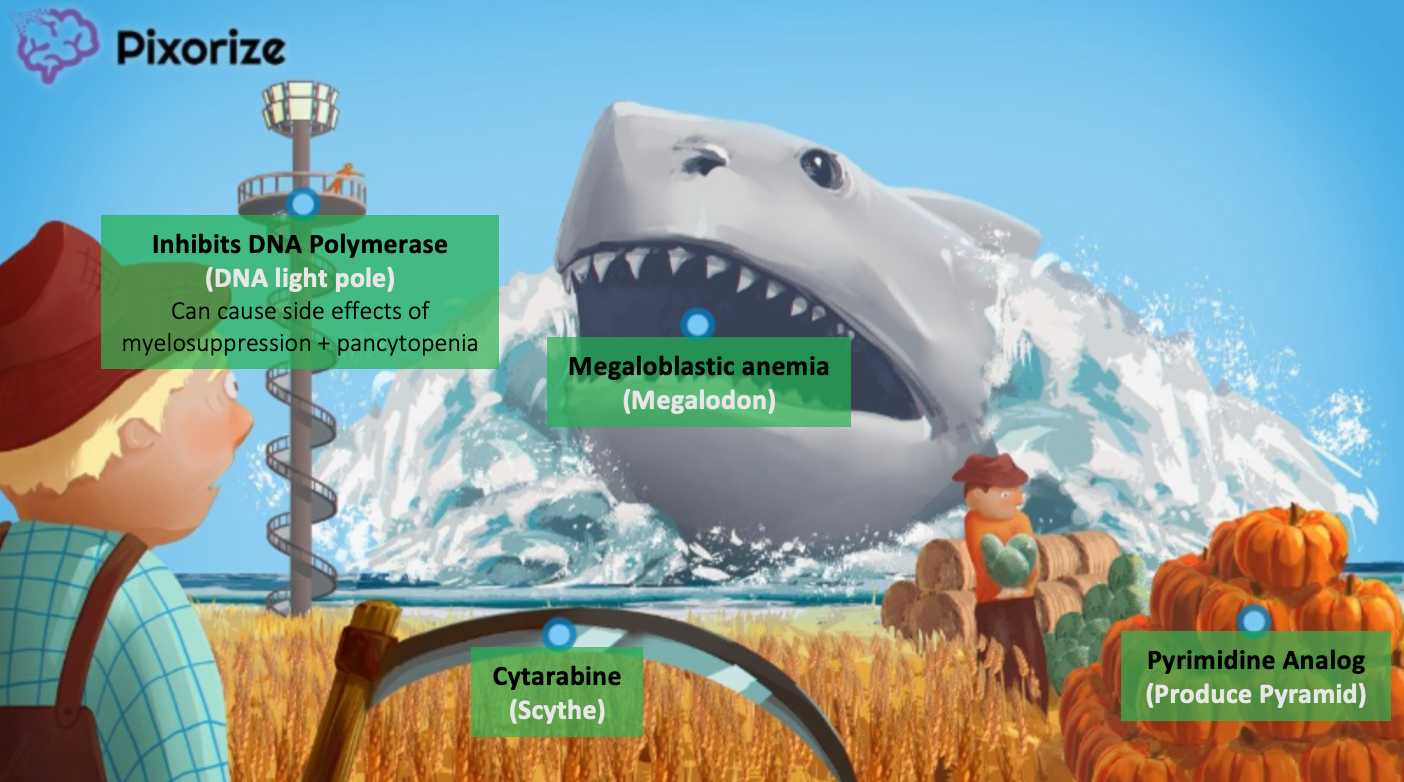 Pixorize
Inhibits DNA Polymerase
(DNA light pole)
Can cause side effects of
myelosuppression + pancytopenia
Megaloblastic anemia
(Megalodon)
Cytarabine
(Scythe)
Pyrimidine Analog
(Produce Pyramid)